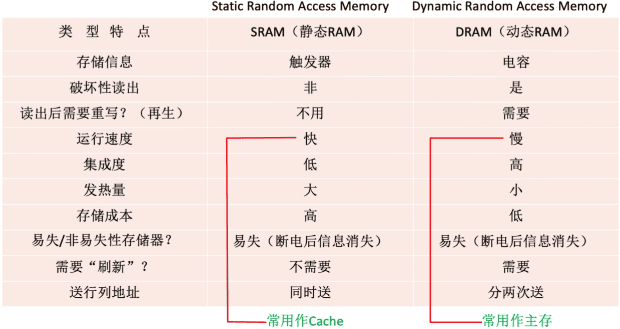 Static Random Access Memory Dynamic Random Access Memory
类 型 特 点 SRAM（静态RAM） DRAM（动态RAM）
存储信息 触发器 电容
破坏性读出 非 是
读出后需要重写？（再生） 不用 需要
运行速度 快 慢
集成度 低 高
发热量 大 小
存储成本 高 低
易失/非易失性存储器？ 易失（断电后信息消失） 易失（断电后信息消失）
需要“刷新”？ 不需要 需要
送行列地址 同时送 分两次送
常用作Cache 常用作主存